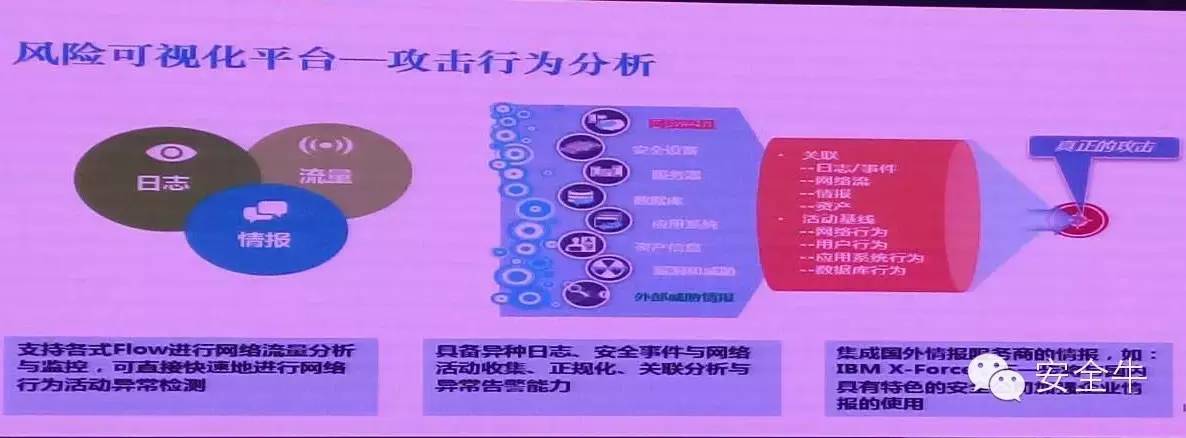 风险可视化平台—攻击行为分析
日志
流量
情报
安全设备
服务器
数据库
应用系统
资产信息
外部威胁情报
• 关联
--日志/事件
--网络流
--情报
--资产
• 活动基线
--网络行为
--用户行为
--应用系统行为
--数据库行为
真正的攻击
支持各式Flow进行网络流量分析
与监控，可直接快速地进行网络
行为活动异常检测
具备异种日志、安全事件与网络
活动收集、正规化、关联分析与
异常告警能力
集成国外情报服务商的情报，如：
IBM X-Force
具有特色的安
业情
报的使用
安全牛